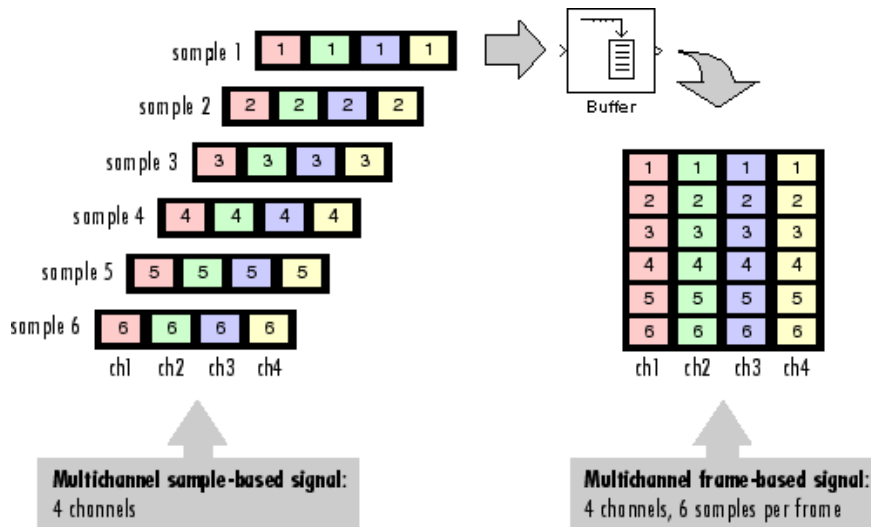 sample 1 1 1 1 1
sample 2 2 2 2 2
sample 3 3 3 3 3
sample 4 4 4 4 4
sample 5 5 5 5 5
sample 6 6 6 6 6
ch1 ch2 ch3 ch4
Multichannel sample-based signal:
4 channels
Buffer
1 1 1 1
2 2 2 2
3 3 3 3
4 4 4 4
5 5 5 5
6 6 6 6
ch1 ch2 ch3 ch4
Multichannel frame-based signal:
4 channels, 6 samples per frame